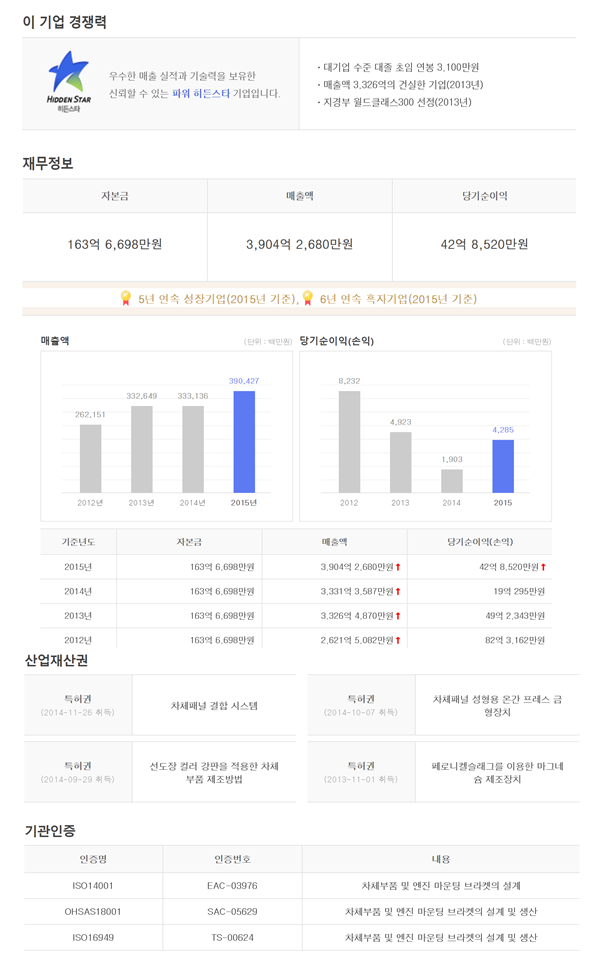 이 기업 경쟁력
HIDDEN STAR
히든스타
우수한 매출 실적과 기술력을 보유한
신뢰할 수 있는 파워 히든스타 기업입니다.
· 대기업 수준 대졸 초임 연봉 3,100만원
· 매출액 3,326억의 건실한 기업(2013년)
· 지경부 월드클래스300 선정(2013년)
재무정보
자본금 매출액 당기순이익
163억 6,698만원 3,904억 2,680만원 42억 8,520만원
5년 연속 성장기업(2015년 기준), 6년 연속 흑자기업(2015년 기준)
매출액 (단위 : 백만원)
262,151 332,649 333,136 390,427
2012년 2013년 2014년 2015년
당기순이익(손익) (단위 : 백만원)
8,232 4,923 1,903 4,285
2012 2013 2014 2015
기준년도 자본금 매출액 당기순이익(손익)
2015년 163억 6,698만원 3,904억 2,680만원↑ 42억 8,520만원↑
2014년 163억 6,698만원 3,331억 3,587만원↑ 19억 295만원
2013년 163억 6,698만원 3,326억 4,870만원↑ 49억 2,343만원
2012년 163억 6,698만원 2,621억 5,082만원↑ 82억 3,162만원
산업재산권
특허권
(2014-11-26 취득)
차체패널 결합 시스템
특허권
(2014-10-07 취득)
차체패널 성형용 온간 프레스 금
형장치
특허권
(2014-09-29 취득)
선도장 컬러 강판을 적용한 차체
부품 제조방법
특허권
(2013-11-01 취득)
페로니켈슬래그를 이용한 마그네
슘 제조장치
기관인증
인증명 인증번호 내용
ISO14001 EAC-03976 차체부품 및 엔진 마운팅 브라켓의 설계
OHSAS18001 SAC-05629 차체부품 및 엔진 마운팅 브라켓의 설계 및 생산
ISO16949 TS-00624 차체부품 및 엔진 마운팅 브라켓의 설계 및 생산